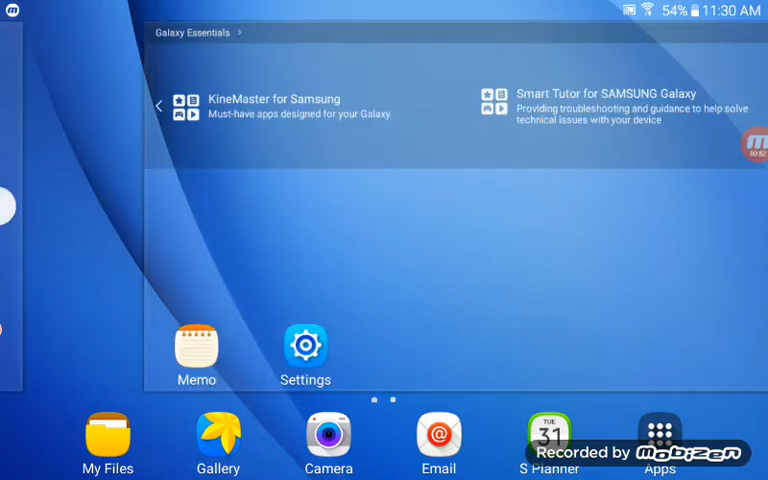 54% 11:30 AM
Galaxy Essentials >
KineMaster for Samsung
Must-have apps designed for your Galaxy.
Smart Tutor for SAMSUNG Galaxy
Providing troubleshooting and guidance to help solve
technical issues with your device
00:52
Memo
Settings
TUE
31
Recorded by MOBIZEN
My Files
Gallery
Camera
Email
S Planner
Apps